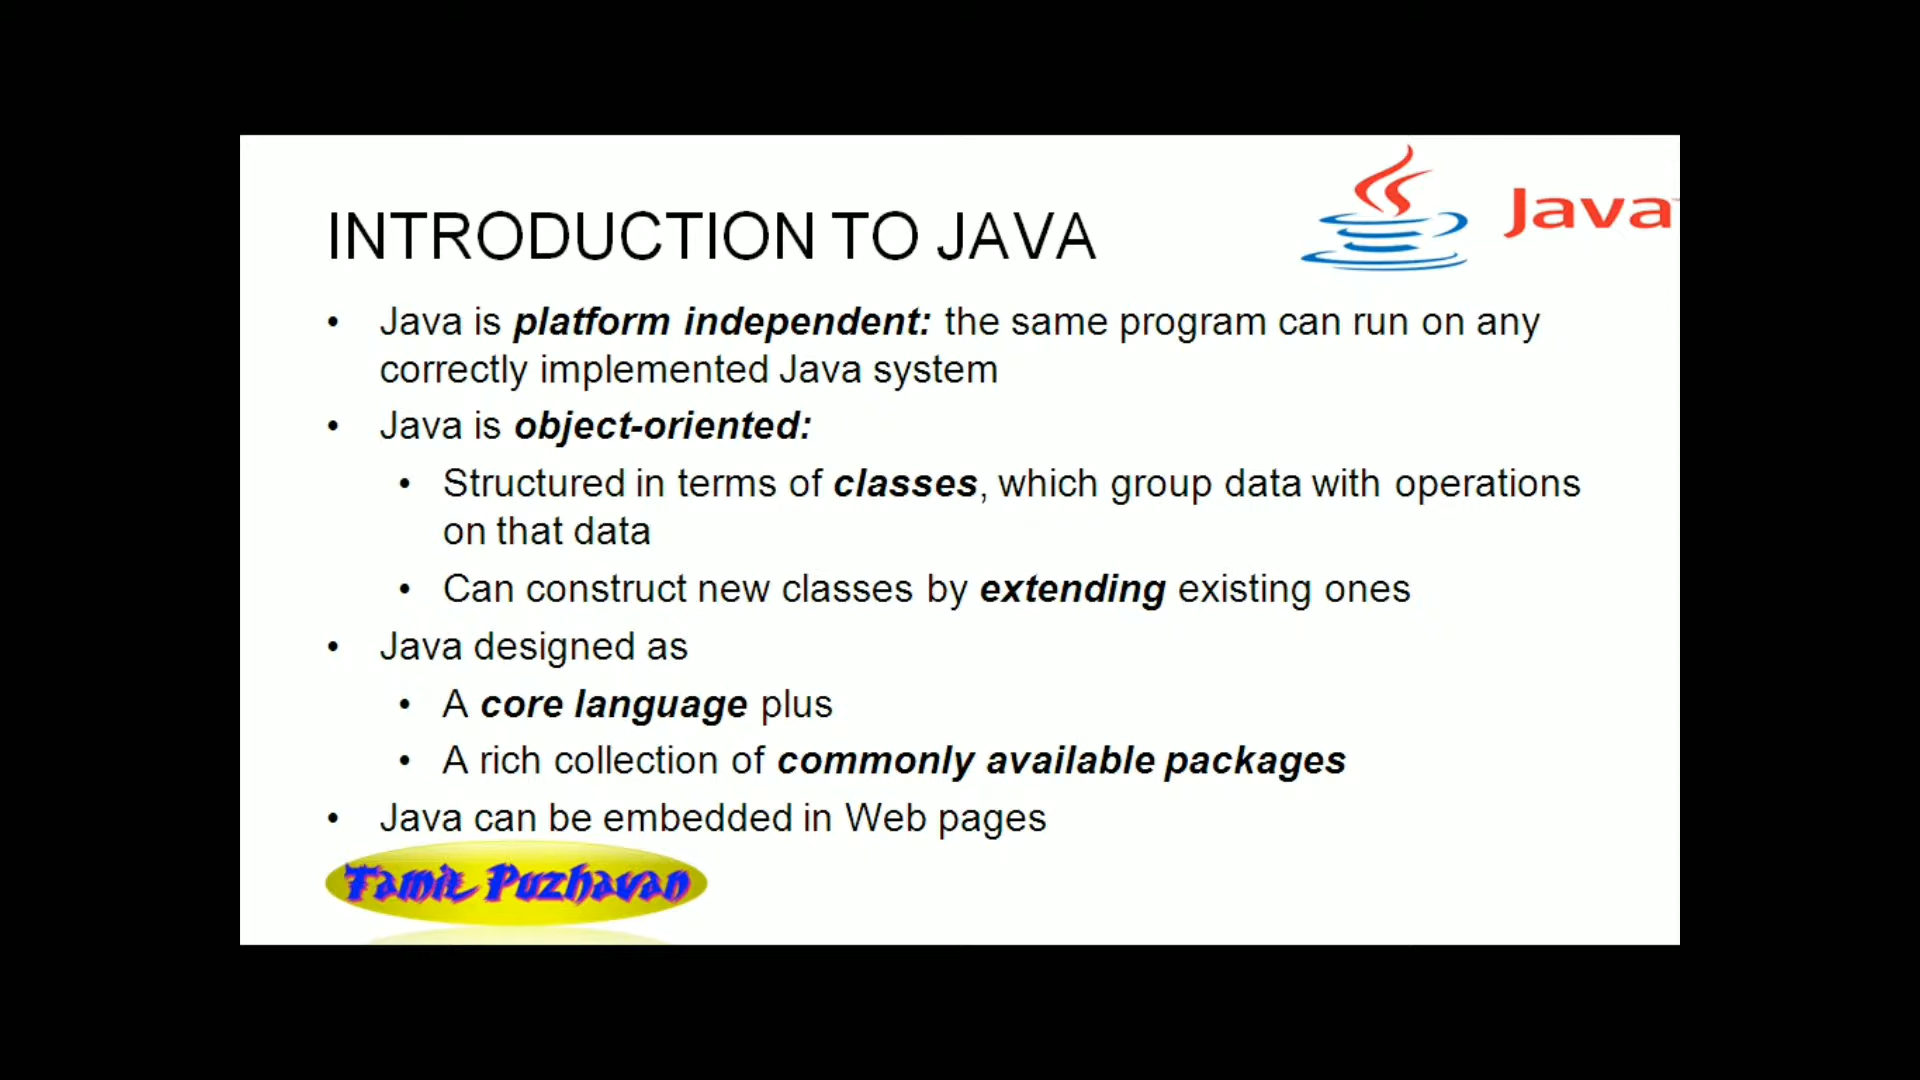 Java™
INTRODUCTION TO JAVA
• Java is platform independent: the same program can run on any
correctly implemented Java system
• Java is object-oriented:
• Structured in terms of classes, which group data with operations
on that data
• Can construct new classes by extending existing ones
• Java designed as
• A core language plus
• A rich collection of commonly available packages
• Java can be embedded in Web pages
Tamil Puzhavan